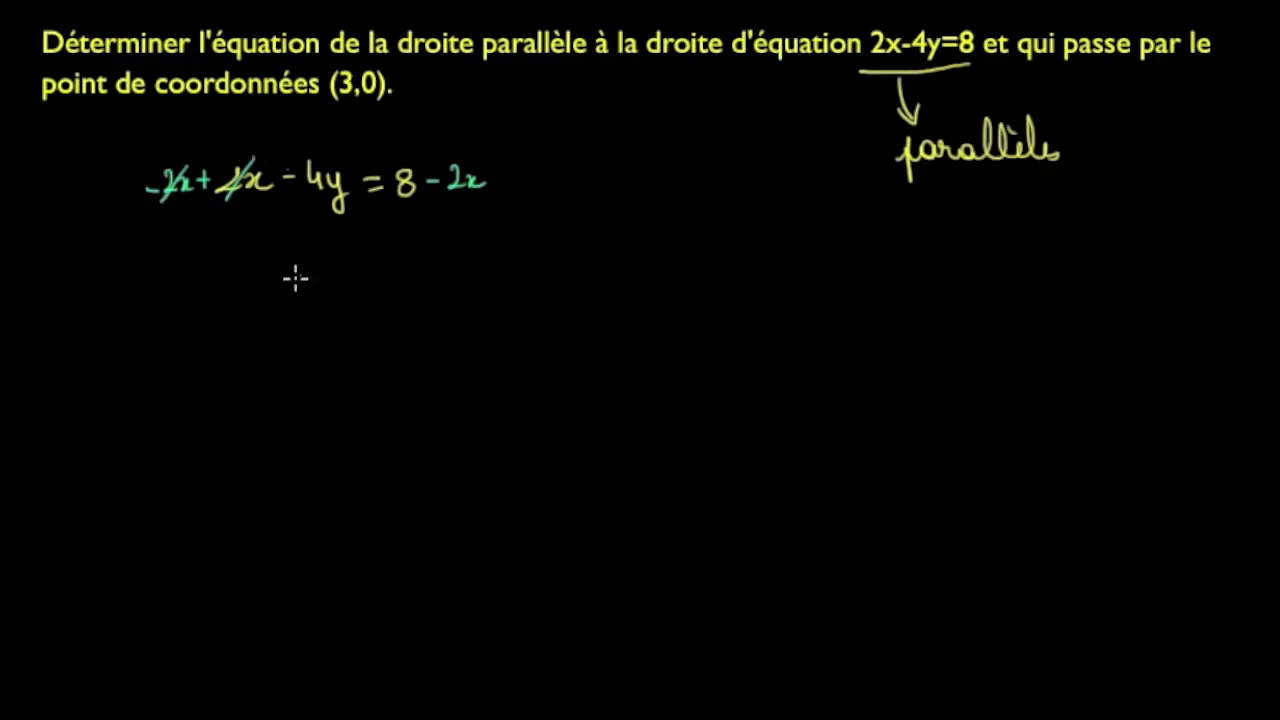 Déterminer l'équation de la droite parallèle à la droite d'équation 2x-4y=8 et qui passe par le
point de coordonnées (3,0).
parallèles
-2x + 2x - 4y = 8 - 2x